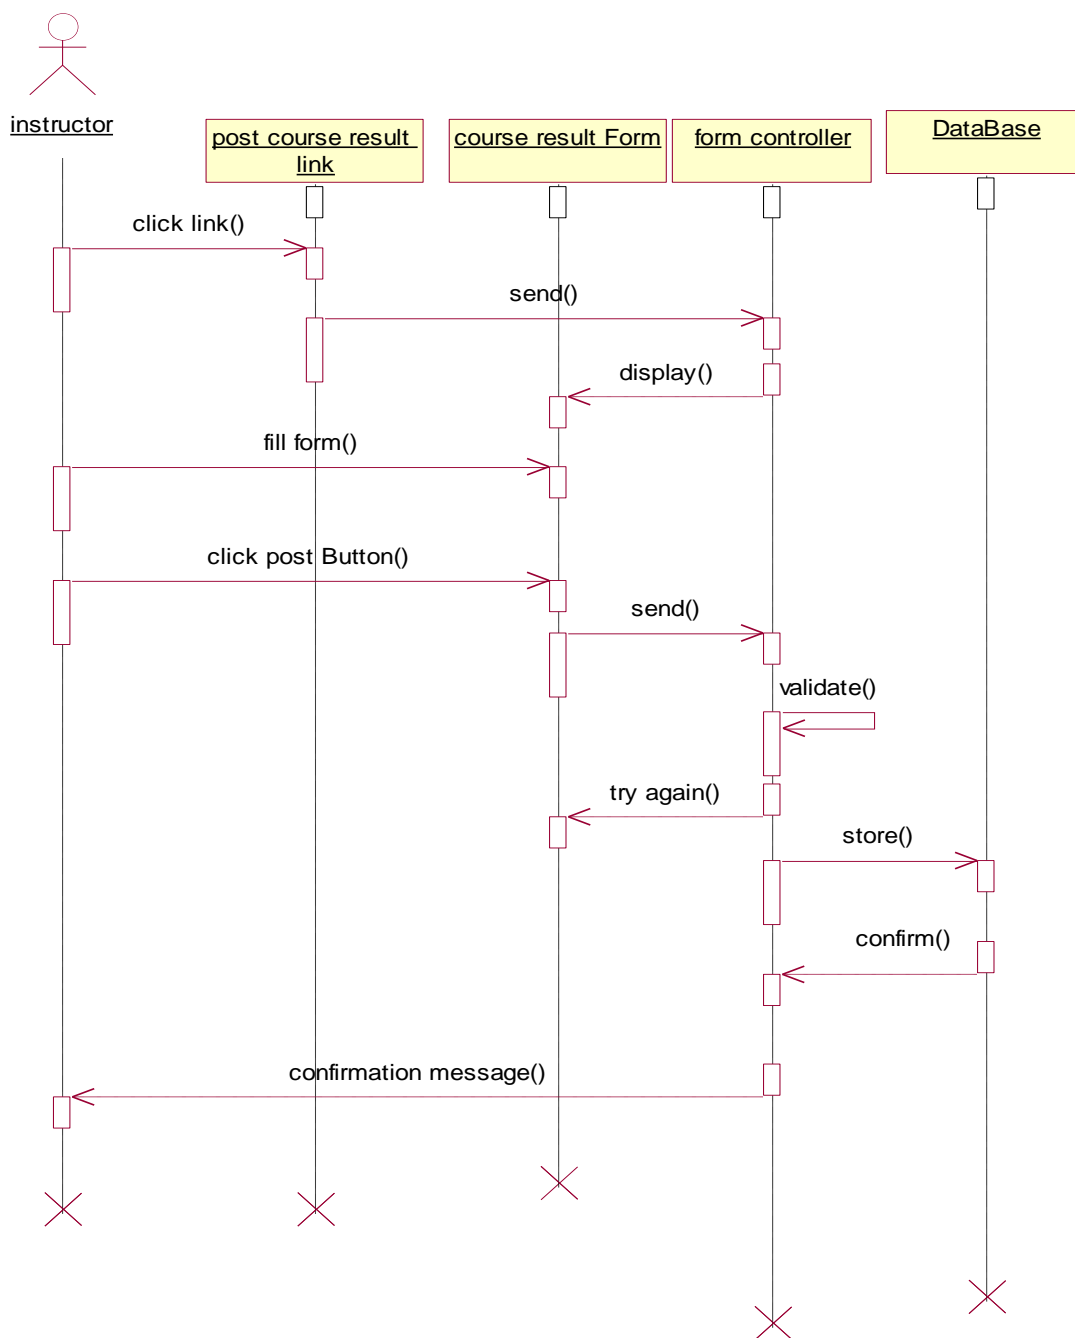 instructor
post course result
link
course result Form
form controller
DataBase
click link()
send()
display()
fill form()
click post Button()
send()
validate()
try again()
store()
confirm()
confirmation message()